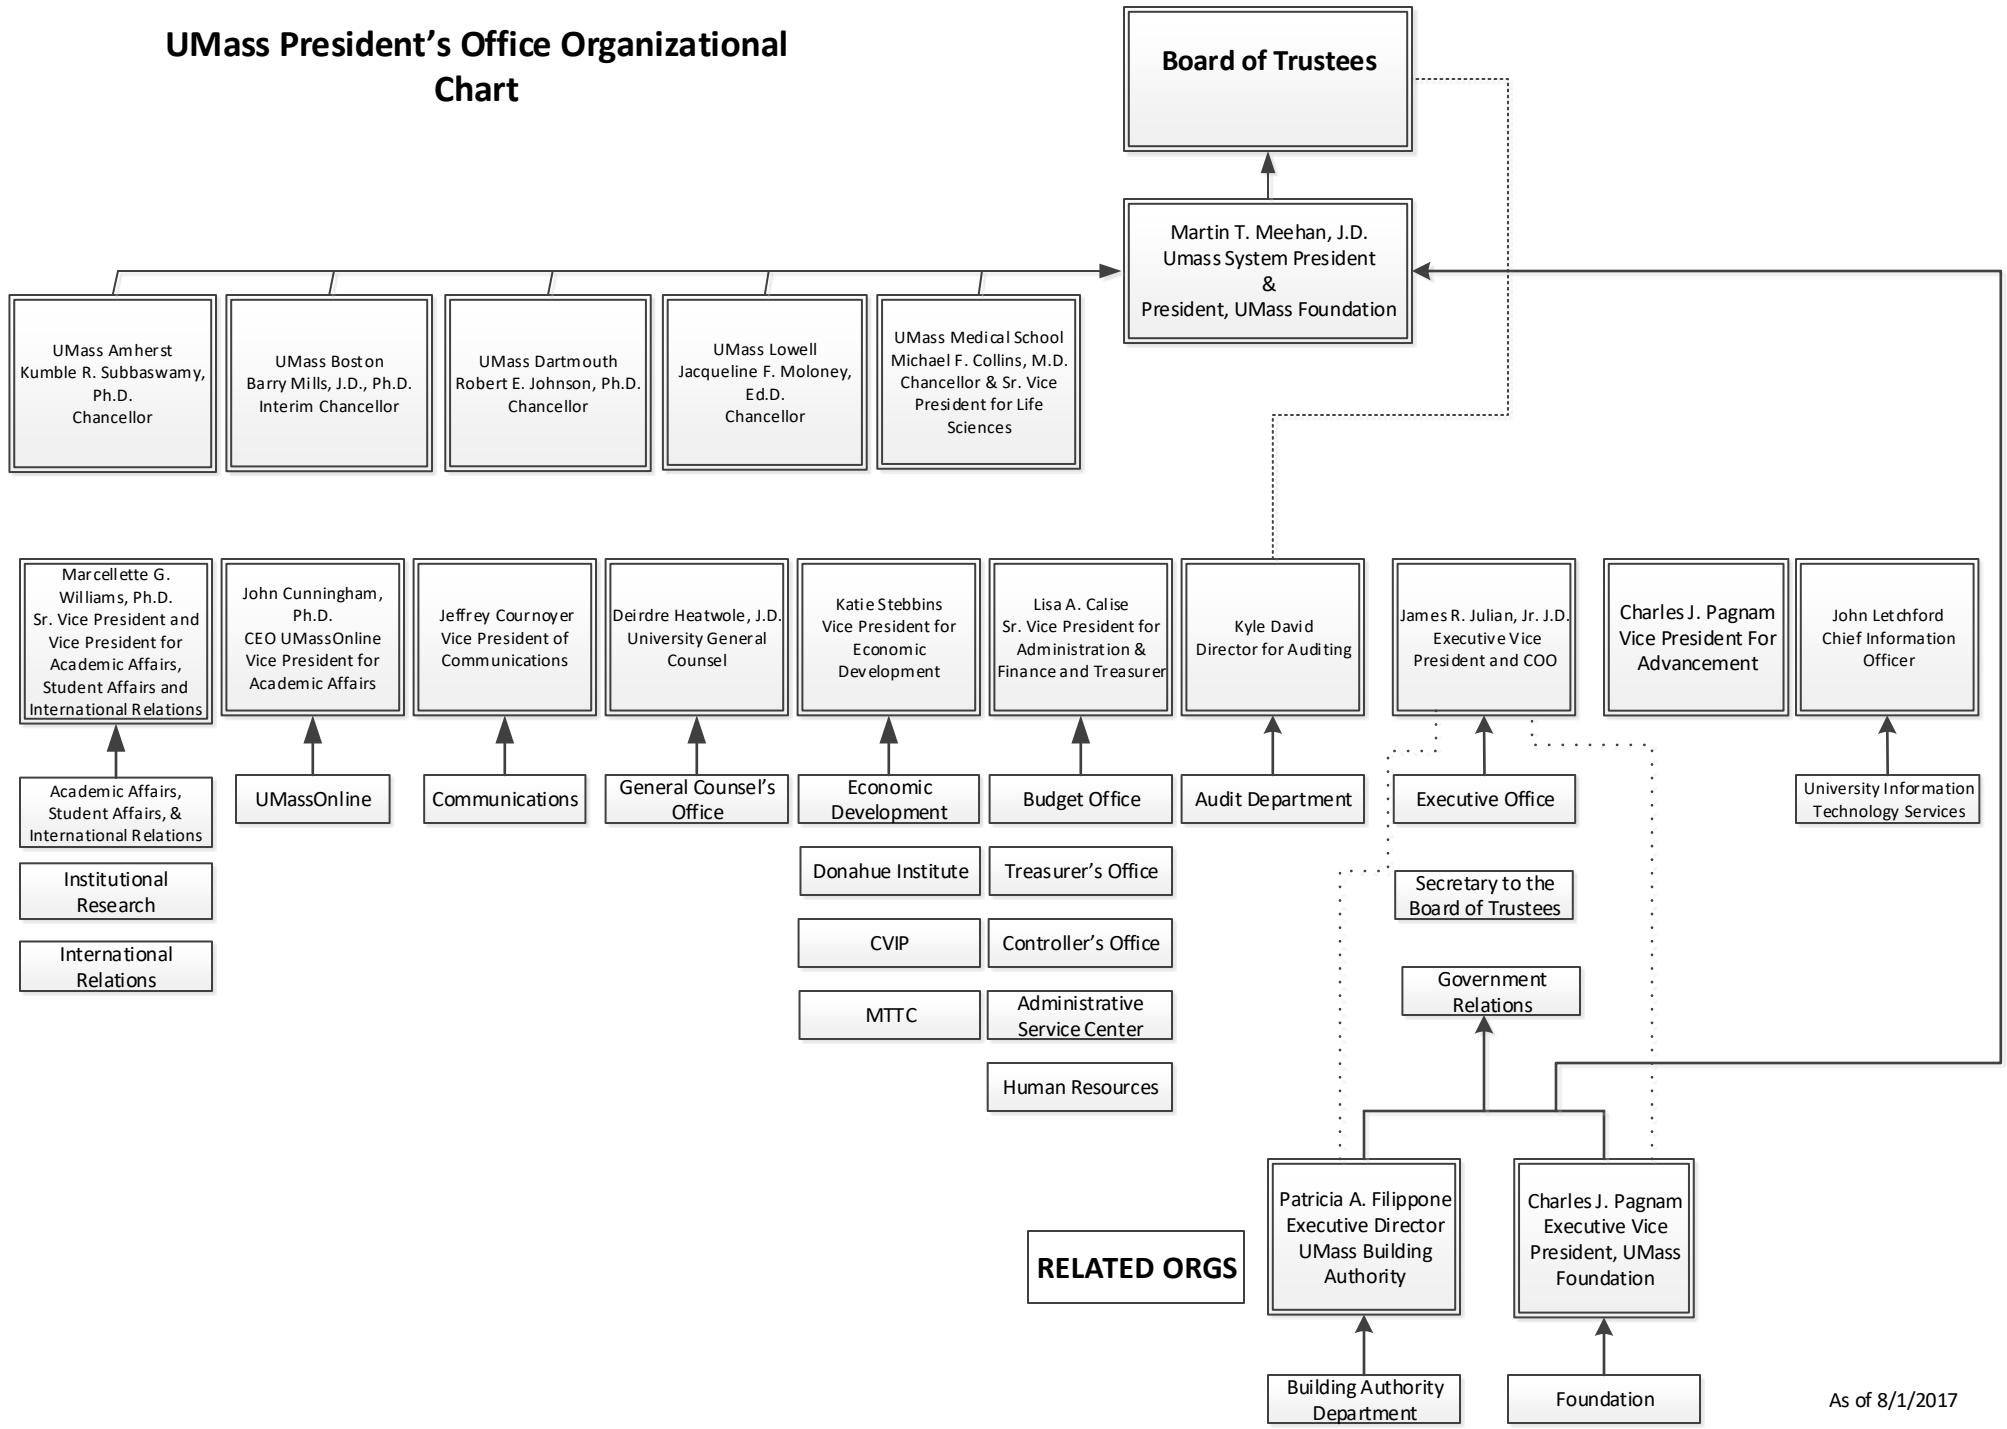 UMass President’s Office Organizational
Chart
Board of Trustees
Martin T. Meehan, J.D.
Umass System President
&
President, UMass Foundation
UMass Amherst
Kumble R. Subbaswamy,
Ph.D.
Chancellor
UMass Boston
Barry Mills, J.D., Ph.D.
Interim Chancellor
UMass Dartmouth
Robert E. Johnson, Ph.D.
Chancellor
UMass Lowell
Jacqueline F. Moloney,
Ed.D.
Chancellor
UMass Medical School
Michael F. Collins, M.D.
Chancellor & Sr. Vice
President for Life
Sciences
Marcellette G.
Williams, Ph.D.
Sr. Vice President and
Vice President for
Academic Affairs,
Student Affairs and
International Relations
John Cunningham,
Ph.D.
CEO UMassOnline
Vice President for
Academic Affairs
Jeffrey Cournoyer
Vice President of
Communications
Deirdre Heatwole, J.D.
University General
Counsel
Katie Stebbins
Vice President for
Economic
Development
Lisa A. Calise
Sr. Vice President for
Administration &
Finance and Treasurer
Kyle David
Director for Auditing
James R. Julian, Jr. J.D.
Executive Vice
President and COO
Charles J. Pagnam
Vice President For
Advancement
John Letchford
Chief Information
Officer
Academic Affairs,
Student Affairs, &
International Relations
UMassOnline
Communications
General Counsel’s
Office
Economic
Development
Budget Office
Audit Department
Executive Office
University Information
Technology Services
Institutional
Research
Donahue Institute
Treasurer’s Office
Secretary to the
Board of Trustees
International
Relations
CVIP
Controller’s Office
Government
Relations
MTTC
Administrative
Service Center
Human Resources
RELATED ORGS
Patricia A. Filippone
Executive Director
UMass Building
Authority
Charles J. Pagnam
Executive Vice
President, UMass
Foundation
Building Authority
Department
Foundation
As of 8/1/2017